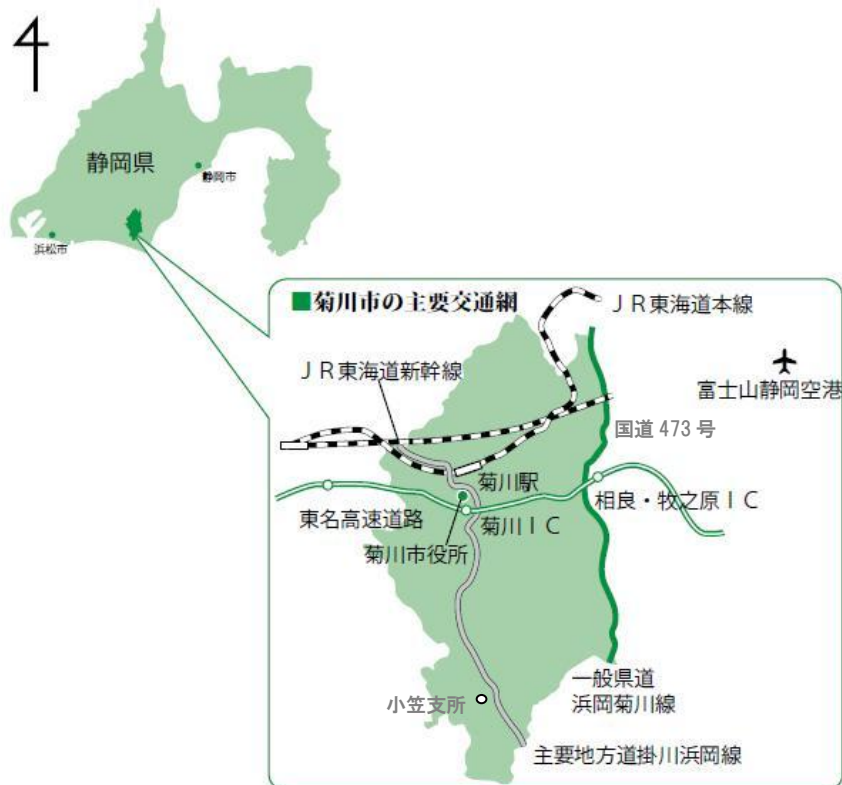 静岡県
静岡市
浜松市
■菊川市の主要交通網
ＪＲ東海道本線
ＪＲ東海道新幹線
富士山静岡空港
国道 473 号
菊川駅
相良・牧之原ＩＣ
東名高速道路
菊川ＩＣ
菊川市役所
一般県道
浜岡菊川線
小笠支所
主要地方道掛川浜岡線